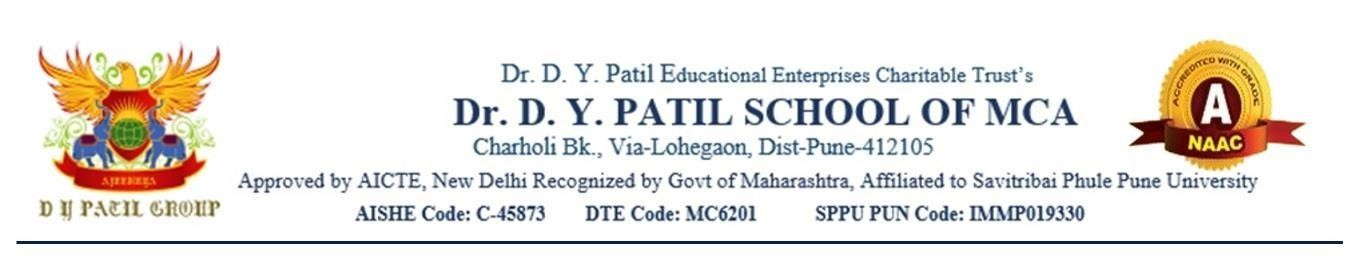 Dr. D. Y. Patil Educational Enterprises Charitable Trust's
Dr. D. Y. PATIL SCHOOL OF MCA
Charholi Bk., Via-Lohegaon, Dist-Pune-412105
Approved by AICTE, New Delhi Recognized by Govt of Maharashtra, Affiliated to Savitribai Phule Pune University
AISHE Code: C-45873 DTE Code: MC6201 SPPU PUN Code: IMMP019330
AJEENKYA
D Y PATIL GROUP
ACCREDITED WITH GRADE
A
NAAC